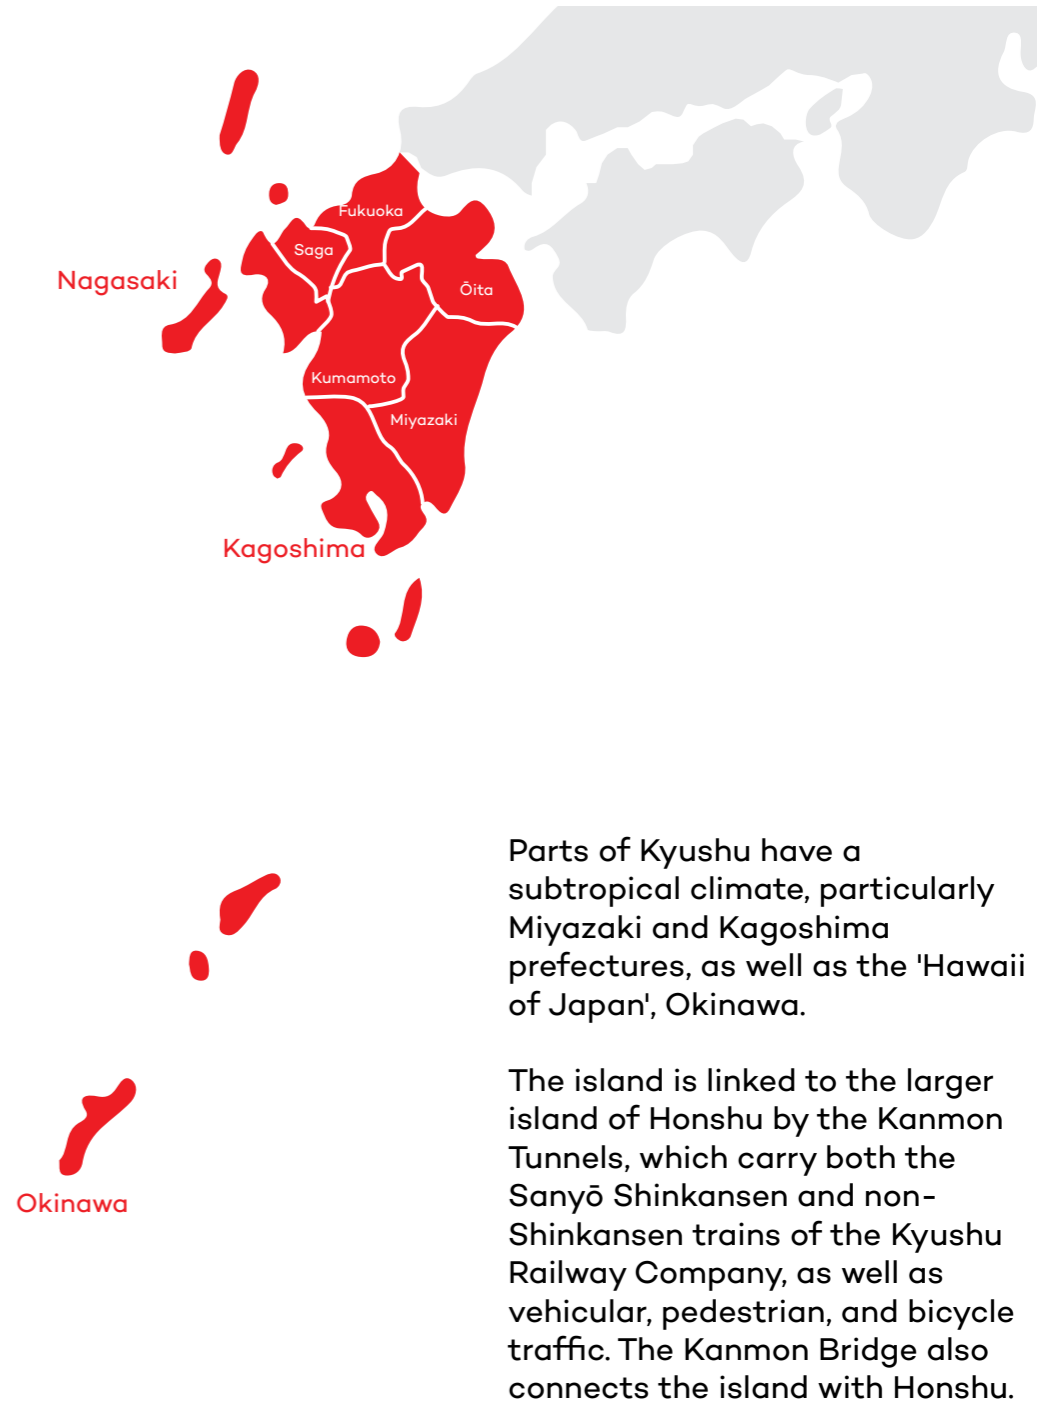 Fukuoka
Saga
Nagasaki
Ōita
Kumamoto
Miyazaki
Kagoshima
Parts of Kyushu have a
subtropical climate, particularly
Miyazaki and Kagoshima
prefectures, as well as the 'Hawaii
of Japan', Okinawa.
The island is linked to the larger
island of Honshu by the Kanmon
Tunnels, which carry both the
Sanyō Shinkansen and non-
Shinkansen trains of the Kyushu
Railway Company, as well as
vehicular, pedestrian, and bicycle
traffic. The Kanmon Bridge also
connects the island with Honshu.
Okinawa